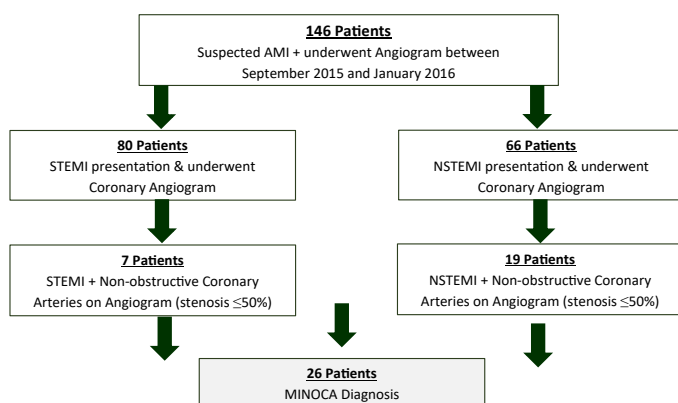 146 Patients
Suspected AMI + underwent Angiogram between
September 2015 and January 2016
80 Patients
STEMI presentation & underwent
Coronary Angiogram
66 Patients
NSTEMI presentation & underwent
Coronary Angiogram
7 Patients
STEMI + Non-obstructive Coronary
Arteries on Angiogram (stenosis ≤50%)
19 Patients
NSTEMI + Non-obstructive Coronary
Arteries on Angiogram (stenosis ≤50%)
26 Patients
MINOCA Diagnosis